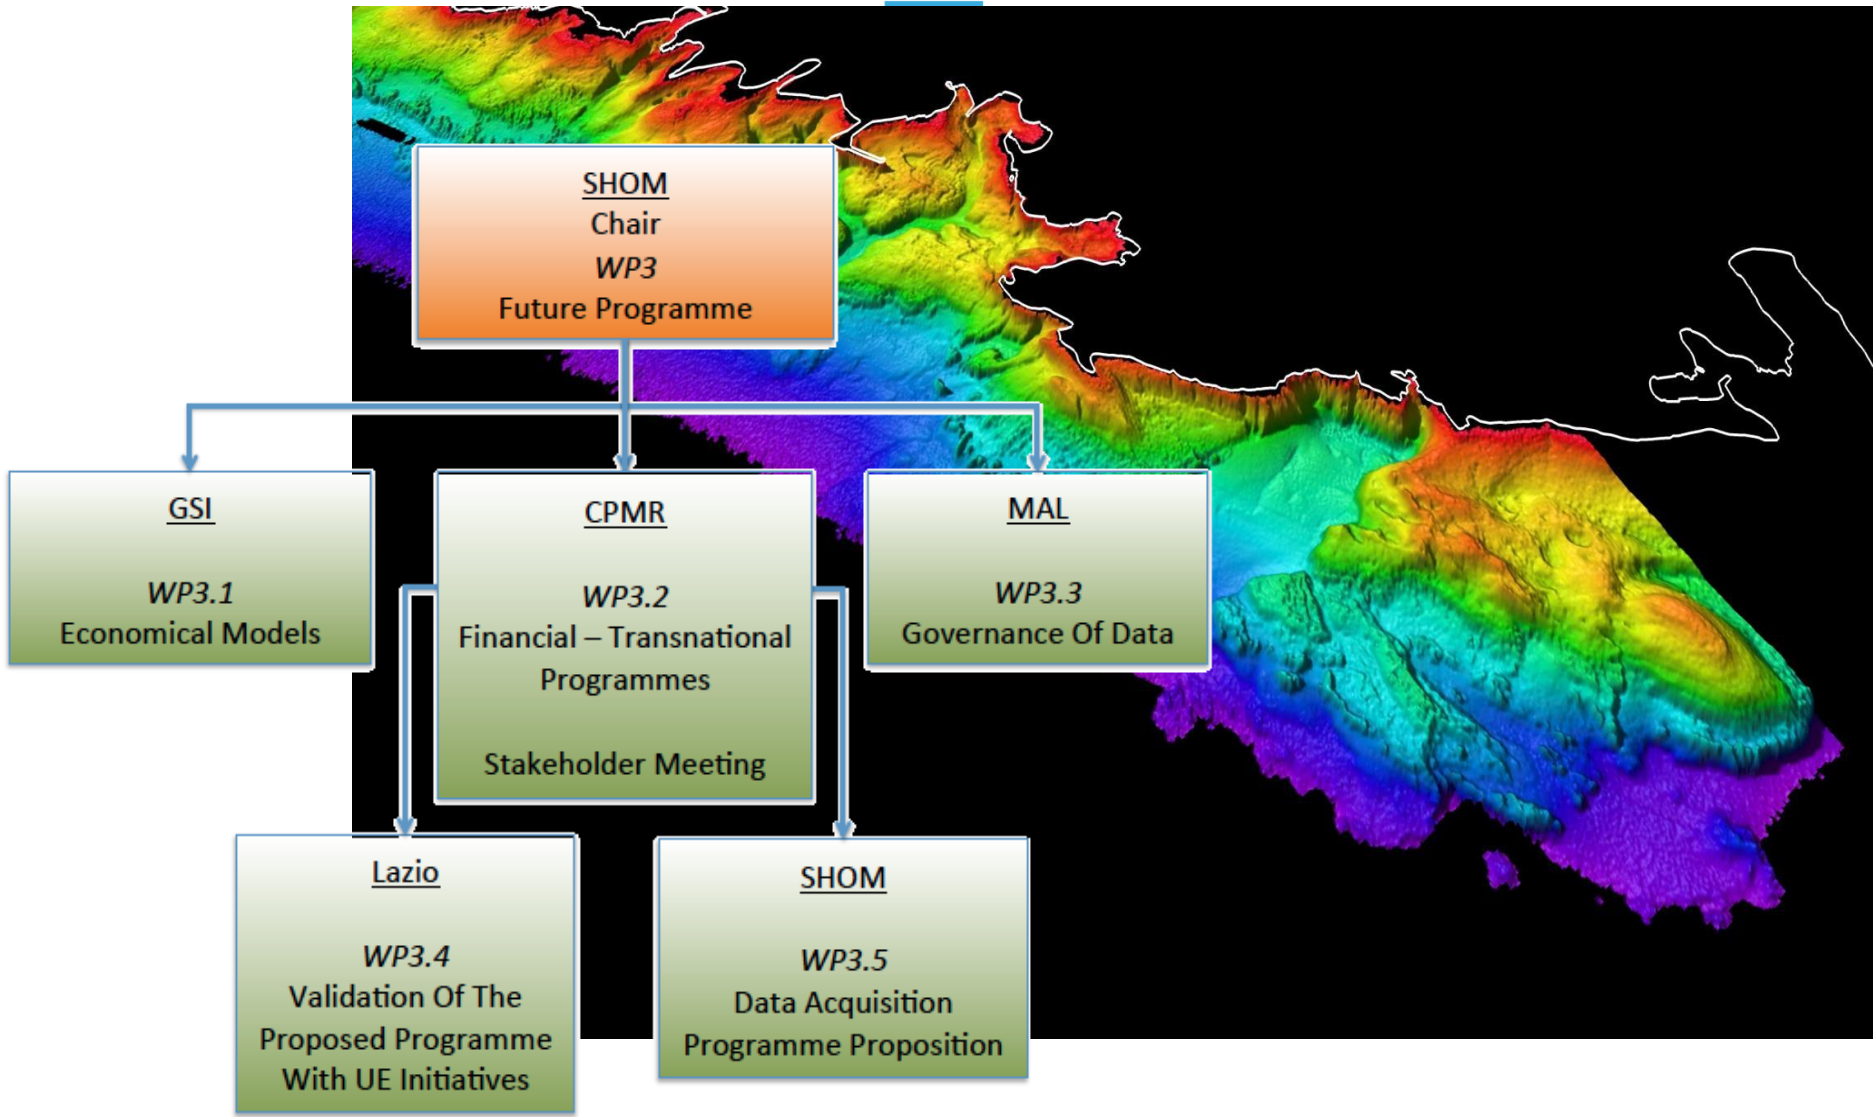 SHOM
Chair
WP3
Future Programme
GSI
WP3.1
Economical Models
CPMR
WP3.2
Financial – Transnational
Programmes
Stakeholder Meeting
MAL
WP3.3
Governance Of Data
Lazio
WP3.4
Validation Of The
Proposed Programme
With UE Initiatives
SHOM
WP3.5
Data Acquisition
Programme Proposition